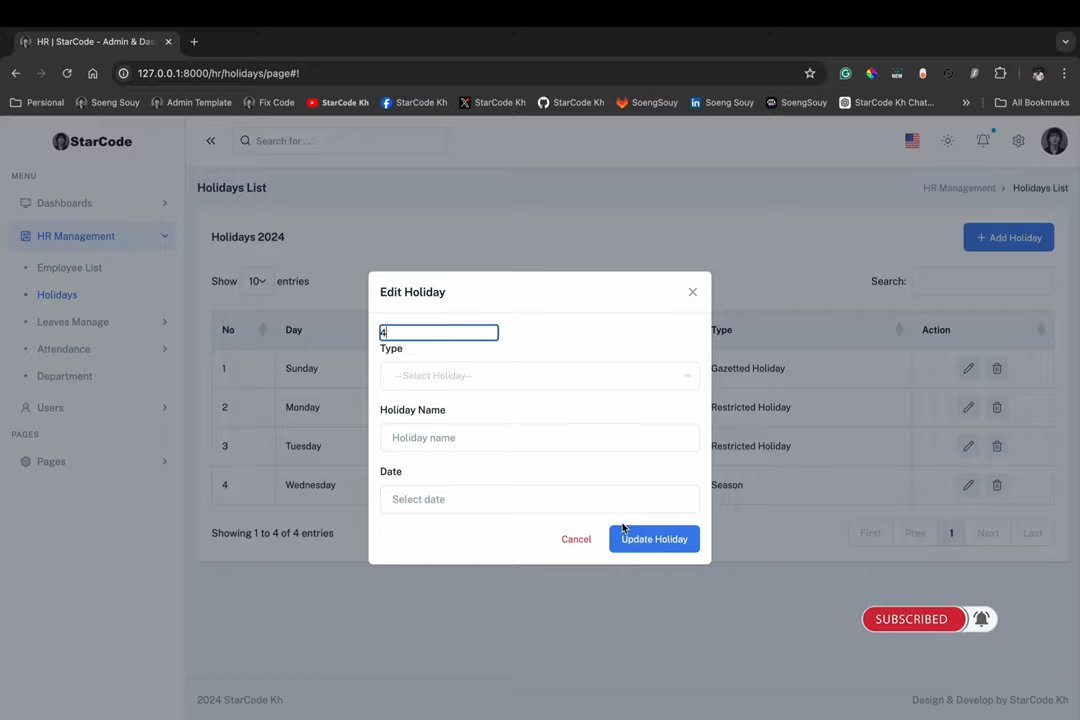 HR | StarCode - Admin & Das
127.0.0.1:8000/hr/holidays/page#!
Personal Soeng Souy Admin Template Fix Code StarCode Kh StarCode Kh StarCode Kh StarCode Kh SoengSouy Soeng Souy SoengSouy StarCode Kh Chat... » All Bookmarks
StarCode
Search for ...
MENU
Dashboards
HR Management
Employee List
Holidays
Leaves Manage
Attendance
Department
Users
PAGES
Pages
Holidays List
HR Management Holidays List
Holidays 2024
+ Add Holiday
Show 10 entries
Search:
No Day Type Action
1 Sunday Gazetted Holiday
2 Monday Restricted Holiday
3 Tuesday Restricted Holiday
4 Wednesday Season
Showing 1 to 4 of 4 entries
First Prev 1 Next Last
Edit Holiday
4
Type
--Select Holiday--
Holiday Name
Holiday name
Date
Select date
Cancel
Update Holiday
SUBSCRIBED
2024 StarCode Kh
Design & Develop by StarCode Kh